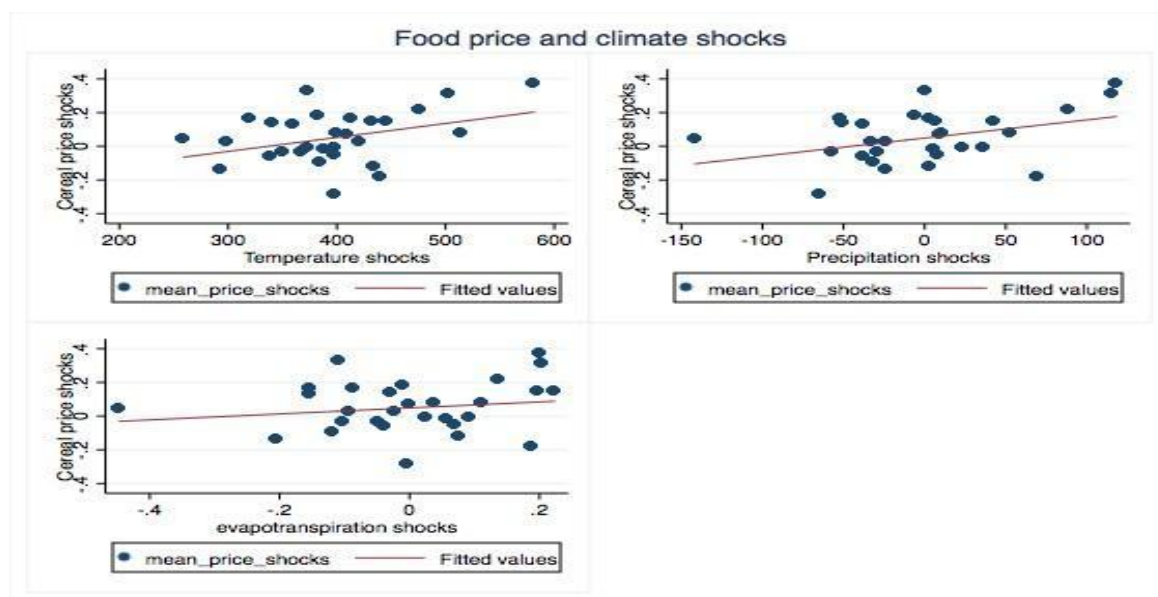 Food price and climate shocks
Cereal price shocks
-.4 -.2 0 .2 .4
200 300 400 500 600
Temperature shocks
mean_price_shocks Fitted values
Cereal price shocks
-.4 -.2 0 .2 .4
-150 -100 -50 0 50 100
Precipitation shocks
mean_price_shocks Fitted values
Cereal price shocks
-.4 -.2 0 .2 .4
-.4 -.2 0 .2
evapotranspiration shocks
mean_price_shocks Fitted values